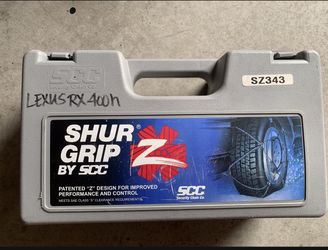 SCC
SZ343
LEXUS RX 400h
SHUR
GRIP Z
BY SCC
PATENTED "Z" DESIGN FOR IMPROVED
PERFORMANCE AND CONTROL
MEETS SAE CLASS "S" CLEARANCE REQUIREMENTS*
SCC
Security Chain Co.